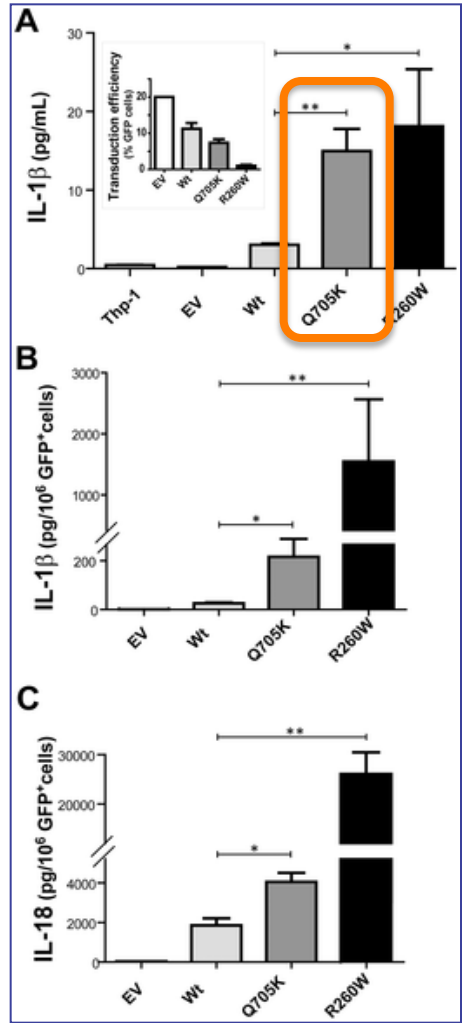 A
IL-1β (pg/mL)
30
20
10
0
*
**
Thp-1
EV
Wt
Q705K
R260W
Transduction efficiency
(% GFP cells)
20
10
5
0
EV
Wt
Q705K
R260W
B
IL-1β (pg/10⁶ GFP⁺cells)
3000
2000
1000
200
0
**
*
EV
Wt
Q705K
R260W
C
IL-18 (pg/10⁶ GFP⁺cells)
30000
20000
4000
2000
0
**
*
EV
Wt
Q705K
R260W